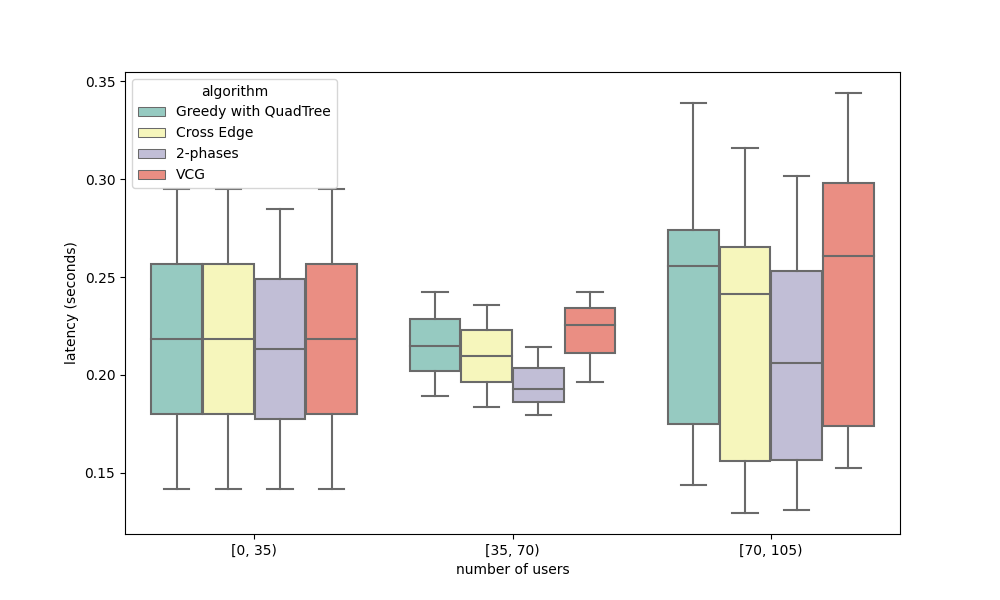 0.35
0.30
0.25
0.20
0.15
latency (seconds)
algorithm
Greedy with QuadTree
Cross Edge
2-phases
VCG
[0, 35)
[35, 70)
[70, 105)
number of users